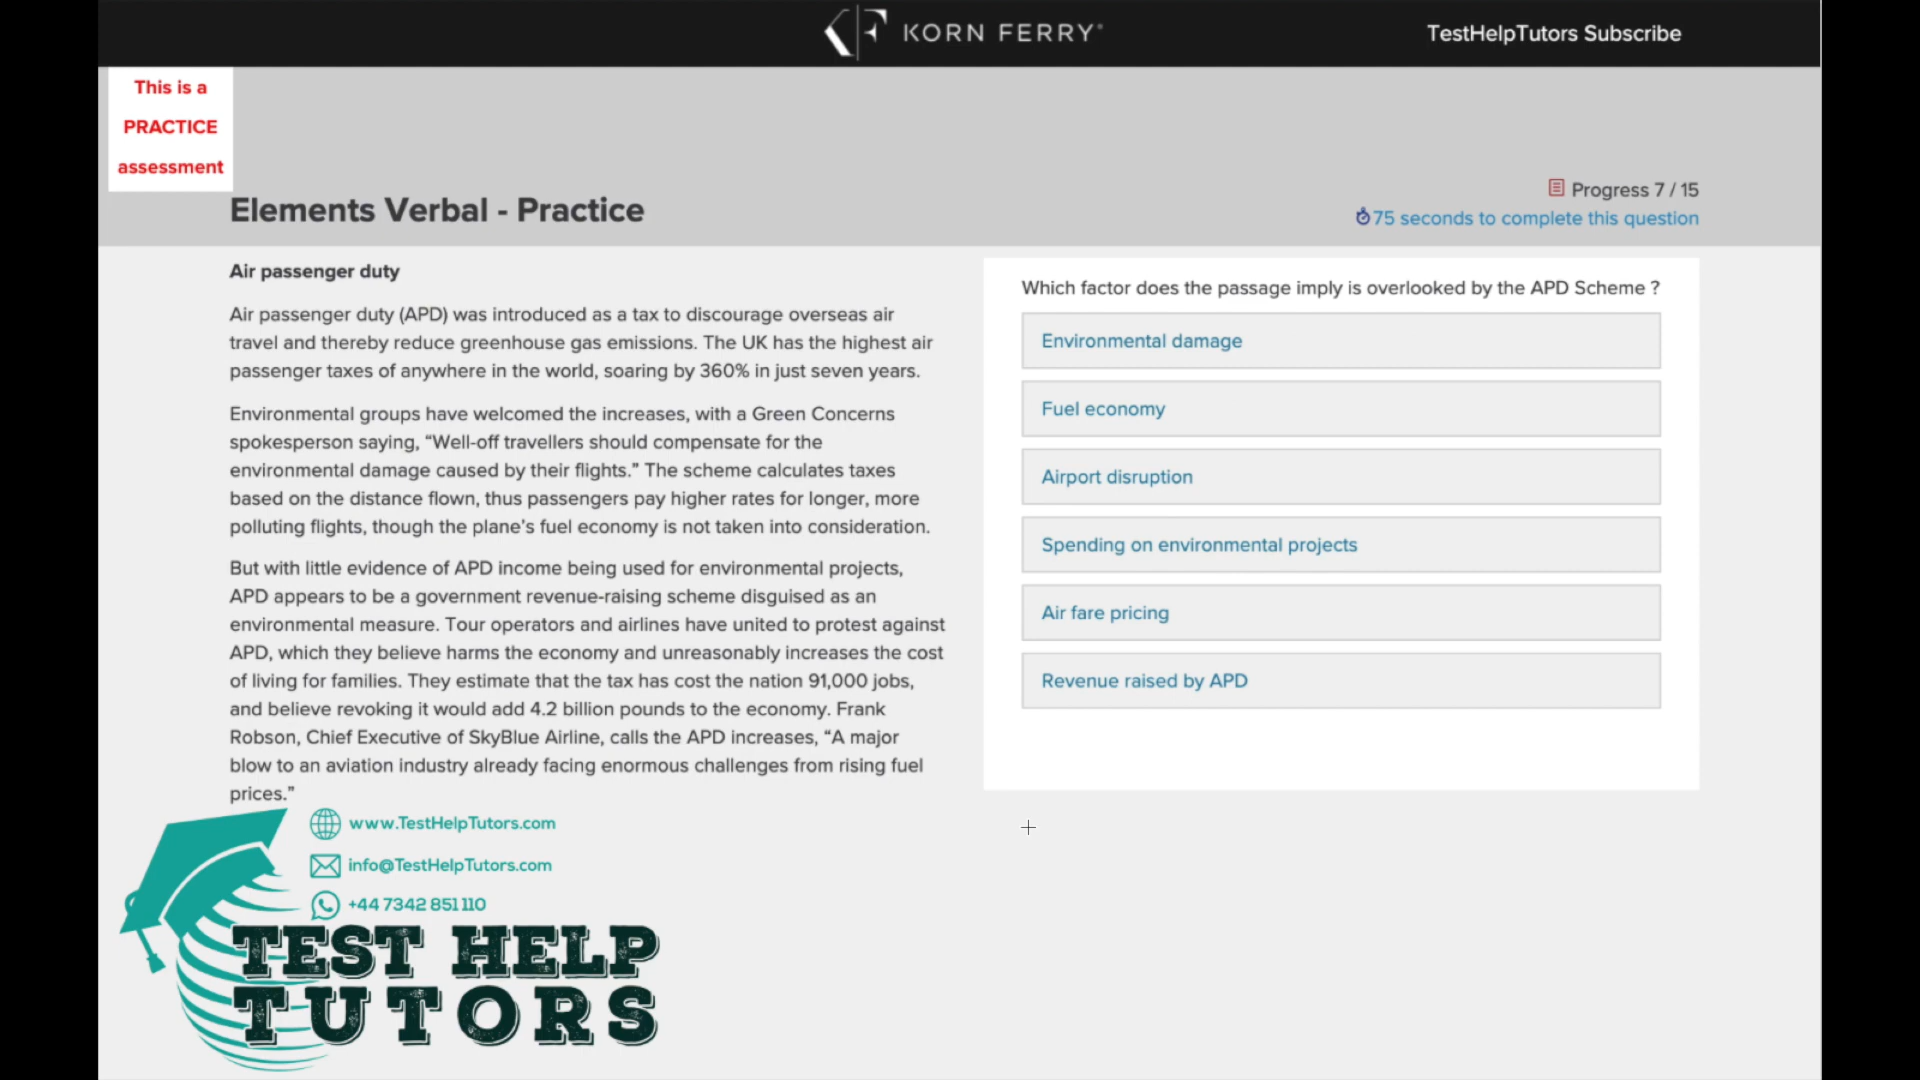 KORN FERRY®
TestHelpTutors Subscribe
This is a
PRACTICE
assessment
Elements Verbal - Practice
Progress 7 / 15
75 seconds to complete this question
Air passenger duty
Air passenger duty (APD) was introduced as a tax to discourage overseas air
travel and thereby reduce greenhouse gas emissions. The UK has the highest air
passenger taxes of anywhere in the world, soaring by 360% in just seven years.
Environmental groups have welcomed the increases, with a Green Concerns
spokesperson saying, “Well-off travellers should compensate for the
environmental damage caused by their flights.” The scheme calculates taxes
based on the distance flown, thus passengers pay higher rates for longer, more
polluting flights, though the plane’s fuel economy is not taken into consideration.
But with little evidence of APD income being used for environmental projects,
APD appears to be a government revenue-raising scheme disguised as an
environmental measure. Tour operators and airlines have united to protest against
APD, which they believe harms the economy and unreasonably increases the cost
of living for families. They estimate that the tax has cost the nation 91,000 jobs,
and believe revoking it would add 4.2 billion pounds to the economy. Frank
Robson, Chief Executive of SkyBlue Airline, calls the APD increases, “A major
blow to an aviation industry already facing enormous challenges from rising fuel
prices.”
Which factor does the passage imply is overlooked by the APD Scheme ?
Environmental damage
Fuel economy
Airport disruption
Spending on environmental projects
Air fare pricing
Revenue raised by APD
www.TestHelpTutors.com
info@TestHelpTutors.com
+44 7342 851 110
TEST HELP
TUTORS